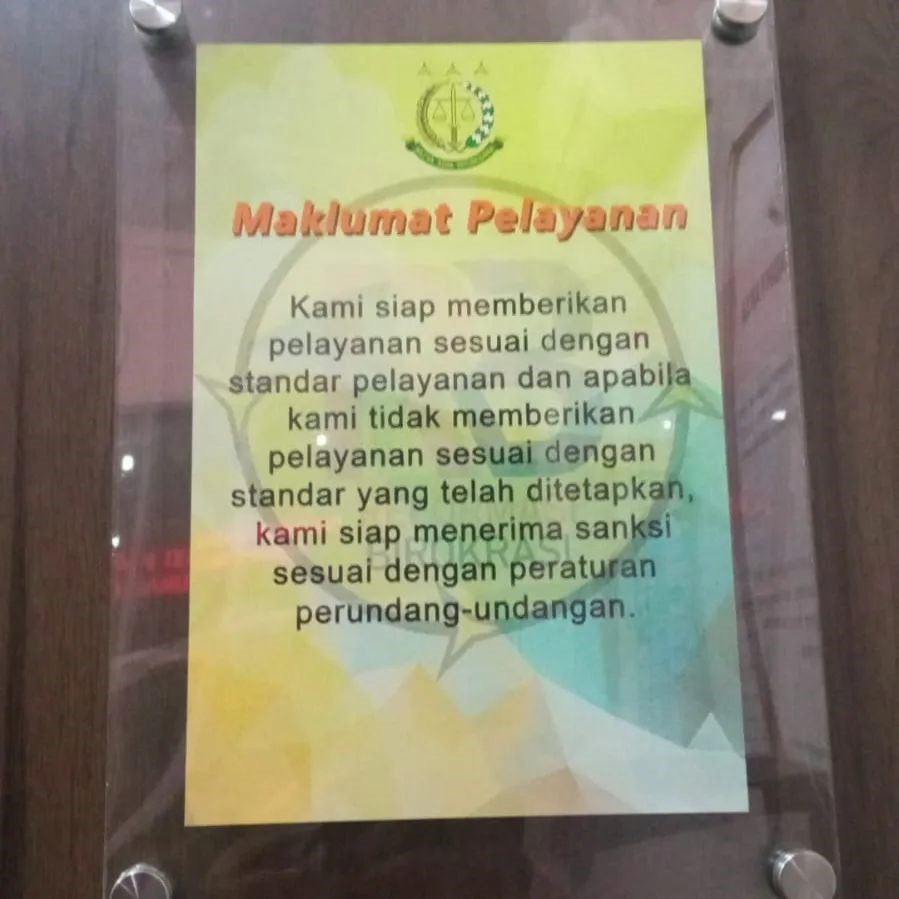 Maklumat Pelayanan
Kami siap memberikan
pelayanan sesuai dengan
standar pelayanan dan apabila
kami tidak memberikan
pelayanan sesuai dengan
standar yang telah ditetapkan,
kami siap menerima sanksi
BIROKRASI
sesuai dengan peraturan
perundang-undangan.